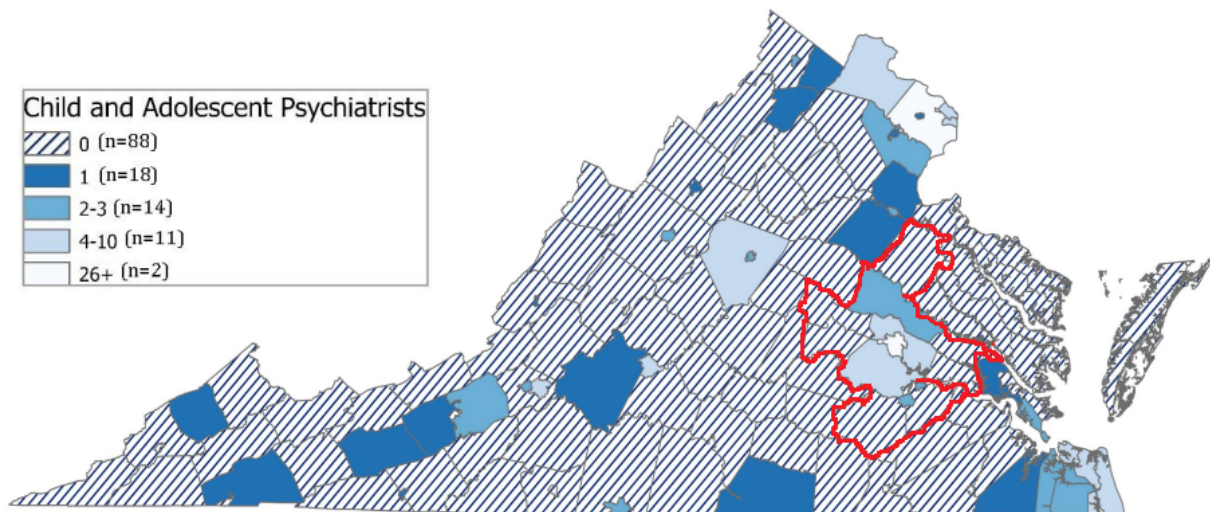 Child and Adolescent Psychiatrists
0 (n=88)
1 (n=18)
2-3 (n=14)
4-10 (n=11)
26+ (n=2)